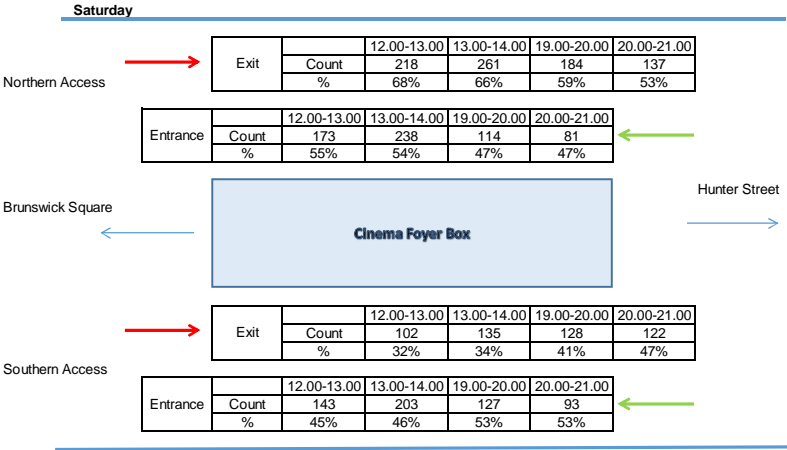 Saturday
12.00-13.00 13.00-14.00 19.00-20.00 20.00-21.00
Exit Count 218 261 184 137
% 68% 66% 59% 53%
Northern Access
12.00-13.00 13.00-14.00 19.00-20.00 20.00-21.00
Entrance Count 173 238 114 81
% 55% 54% 47% 47%
Hunter Street
Brunswick Square
Cinema Foyer Box
12.00-13.00 13.00-14.00 19.00-20.00 20.00-21.00
Exit Count 102 135 128 122
% 32% 34% 41% 47%
Southern Access
12.00-13.00 13.00-14.00 19.00-20.00 20.00-21.00
Entrance Count 143 203 127 93
% 45% 46% 53% 53%